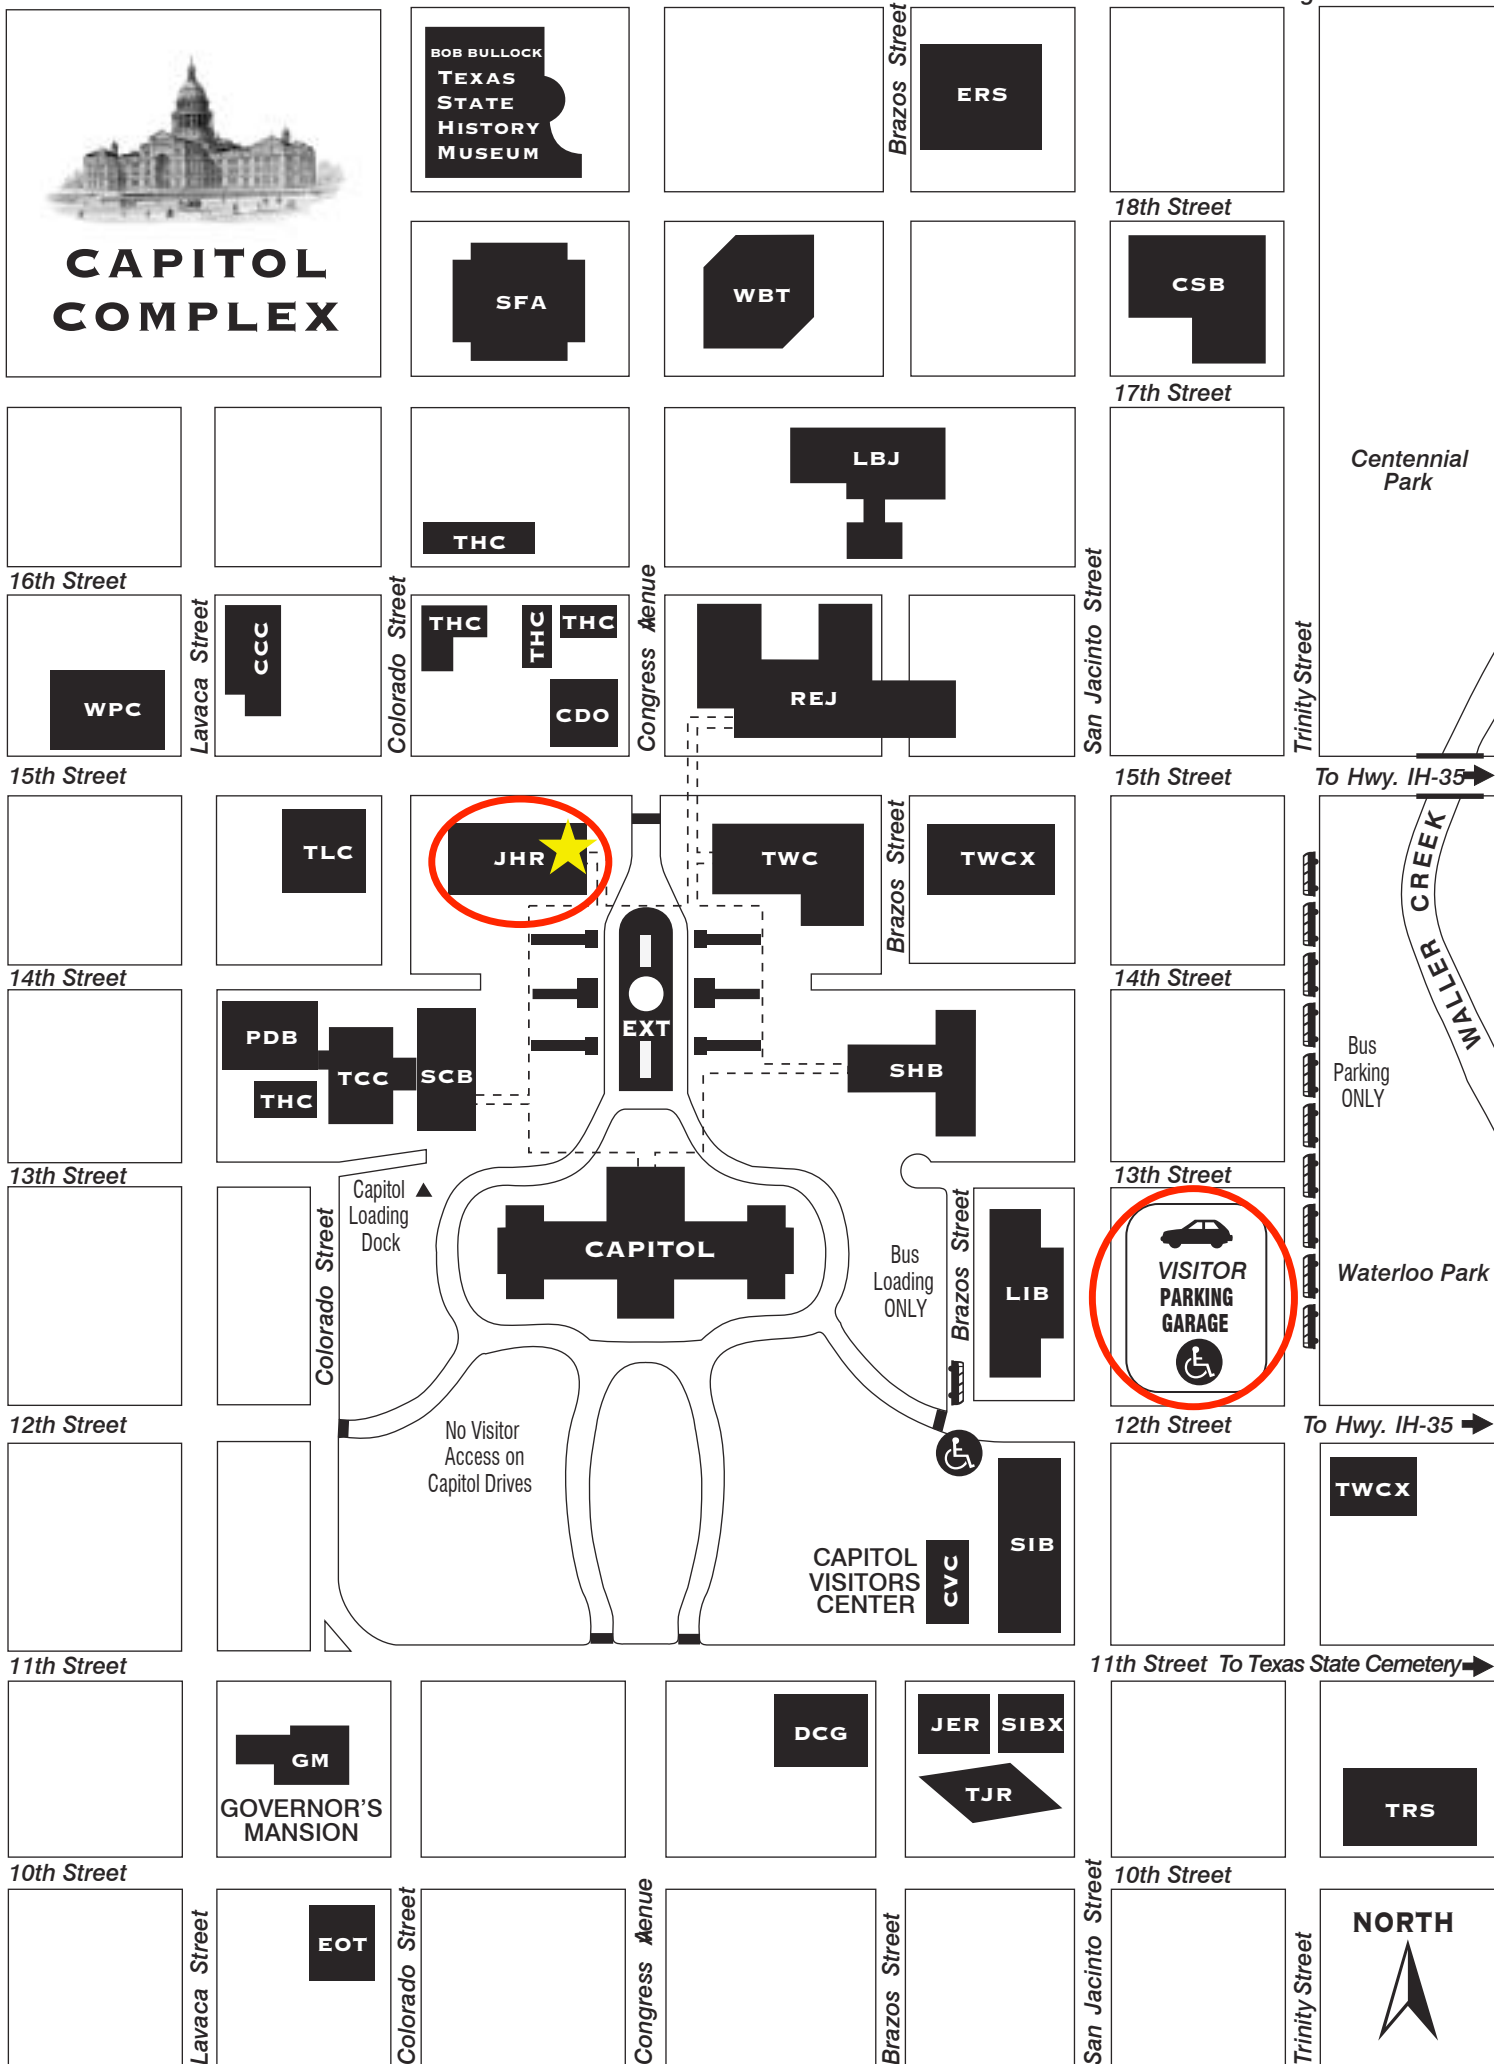 CAPITOL
COMPLEX
BOB BULLOCK
TEXAS
STATE
HISTORY
MUSEUM
Brazos Street
ERS
18th Street
SFA
WBT
CSB
17th Street
Centennial
Park
LBJ
THC
16th Street
Lavaca Street
Colorado Street
Congress Aenue
San Jacinto Street
Trinity Street
WPC
CCC
THC
THC
THC
CDO
REJ
15th Street
15th Street
To Hwy. IH-35
TLC
JHR
TWC
Brazos Street
TWCX
WALLER CREEK
14th Street
14th Street
EXT
PDB
TCC
SCB
THC
SHB
Bus
Parking
ONLY
13th Street
13th Street
Capitol
Loading
Dock
Colorado Street
CAPITOL
Bus
Loading
ONLY
Brazos Street
LIB
VISITOR
PARKING
GARAGE
Waterloo Park
12th Street
12th Street
To Hwy. IH-35
No Visitor
Access on
Capitol Drives
TWCX
CAPITOL
VISITORS
CENTER
CVC
SIB
11th Street
11th Street To Texas State Cemetery
GM
GOVERNOR'S
MANSION
DCG
JER
SIBX
TJR
TRS
10th Street
10th Street
Lavaca Street
EOT
Colorado Street
Congress Aenue
Brazos Street
San Jacinto Street
Trinity Street
NORTH